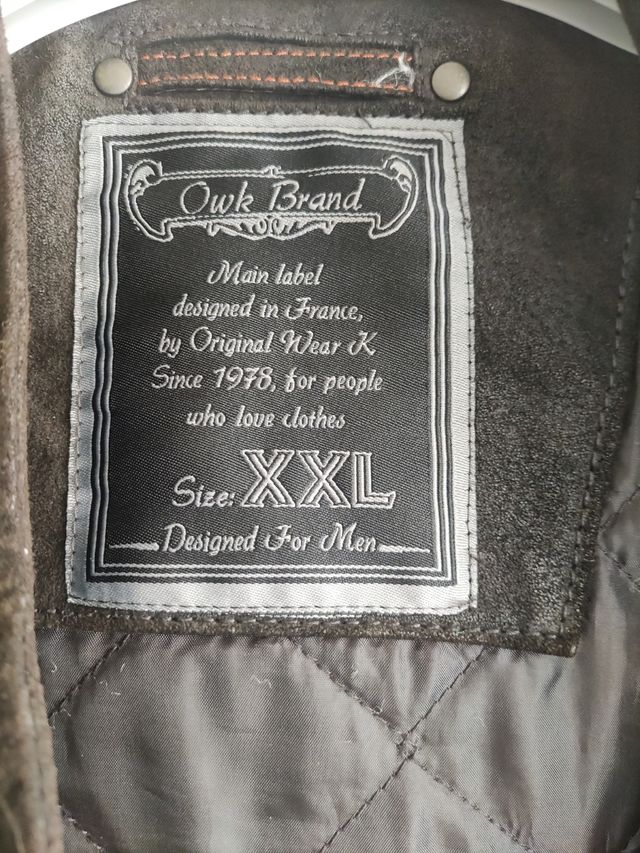 Owk Brand
Main label
designed in France,
by Original Wear K
Since 1978, for people
who love clothes
Size: XXL
Designed For Men